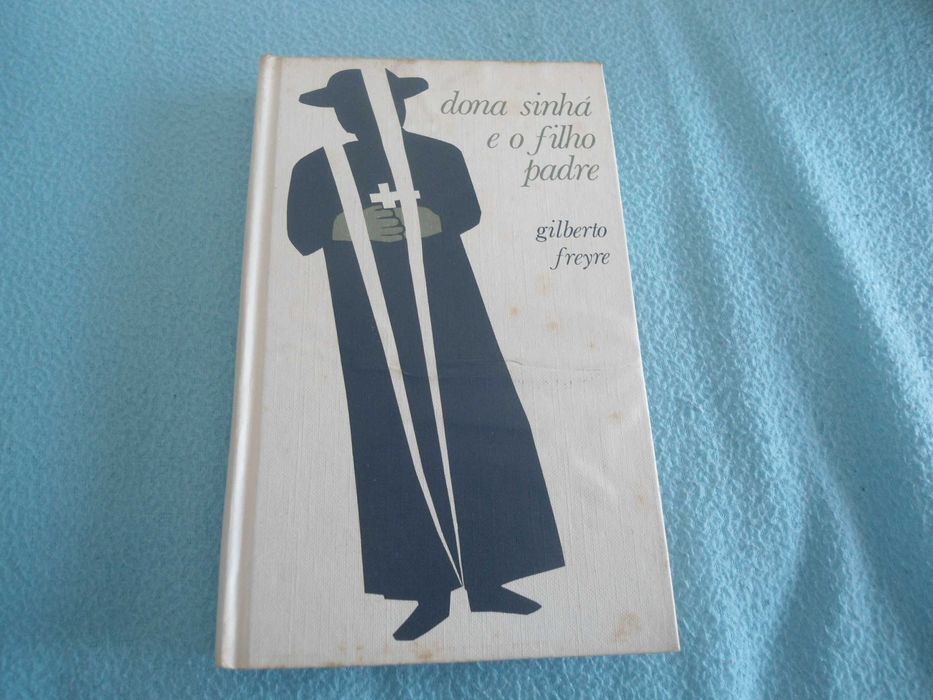 dona sinhá
e o filho
padre
gilberto
freyre